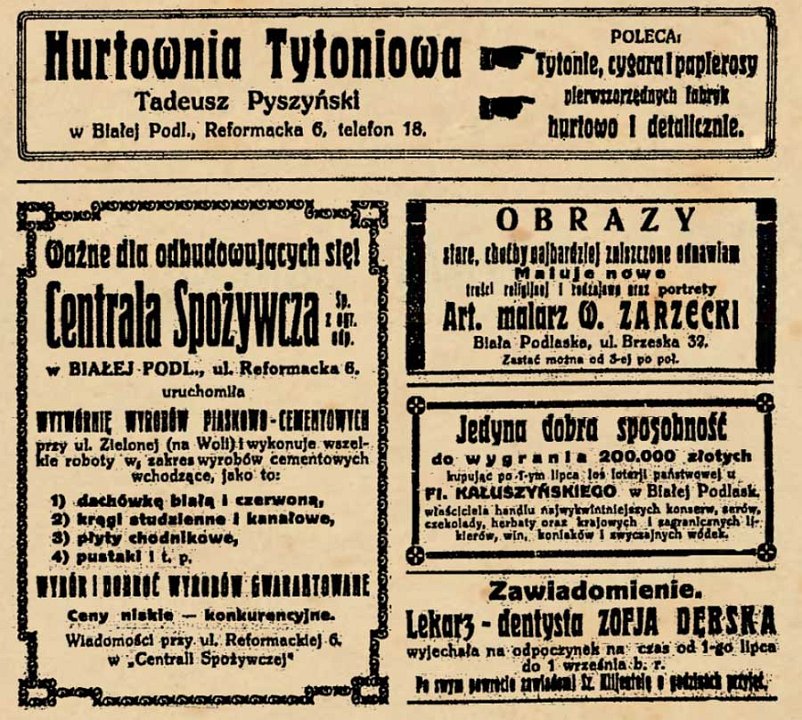 Hurtownia Tytoniowa
Tadeusz Pyszyński
w Białej Podl., Reformacka 6, telefon 18.
POLECA:
Tytonie, cygara i papierosy
pierwszorzędnych fabryk
hurtowo i detalicznie.
Ważne dla odbudowujących się!
Centrala Spożywcza Sp. z ogr. odp.
w BIAŁEJ-PODL., ul. Reformacka 6.
uruchomiła
WYTWÓRNIĘ WYROBÓW PIASKOWO-CEMENTOWYCH
przy ul. Zielonej (na Woli) i wykonuje wszel-
kie roboty w, zakres wyrobów cementowych
wchodzące, jako to:
1) dachówkę białą i czerwoną,
2) kręgi studzienne i kanałowe,
3) płyty chodnikowe,
4) pustaki i t. p.
WYBÓR I DOBROĆ WYROBÓW GWARANTOWANE
Ceny niskie — konkurencyjne.
Wiadomości przy ul. Reformackiej 6.
w „Centrali Spożywczej"
OBRAZY
stare, choćby najbardziej zniszczone odnawiam
Maluję nowe
treści religijnej i rodzajowe oraz portrety
Art. malarz W. ZARZECKI
Biała Podlaska, ul. Brzeska 32.
Zastać można od 3-ej po poł.
Jedyna dobra sposobność
do wygrania 200.000 złotych
kupując po 1-ym lipca los loterji państwowej u
FI. KAŁUSZYŃSKIEGO w Białej Podlask.
właściciela handlu najwykwintniejszych konserw, serów,
czekolady, herbaty oraz krajowych i zagranicznych li-
kierów, win, koniaków i zwyczajnych wódek.
Zawiadomienie.
Lekarz-dentysta ZOFJA DĘBSKA
wyjechała na odpoczynek na czas od 1-go lipca
do 1 września b. r.
Po swym powrocie zawiadomi Sz. Klijentelę o godzinach przyjęć.